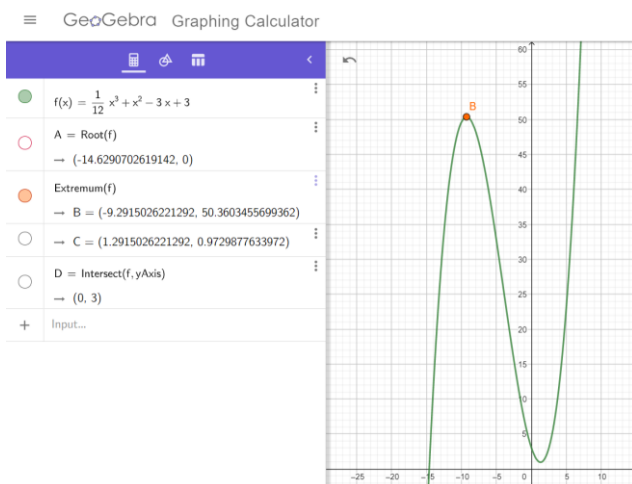 GeoGebra Graphing Calculator
f(x) = 1/12 x³ + x² − 3 x + 3
A = Root(f)
→ (-14.6290702619142, 0)
Extremum(f)
→ B = (-9.2915026221292, 50.3603455699362)
→ C = (1.2915026221292, 0.9729877633972)
D = Intersect(f, yAxis)
→ (0, 3)
+ Input...
60
55
B
50
45
40
35
30
25
20
15
10
5
−25 −20 −15 −10 −5 0 5 10